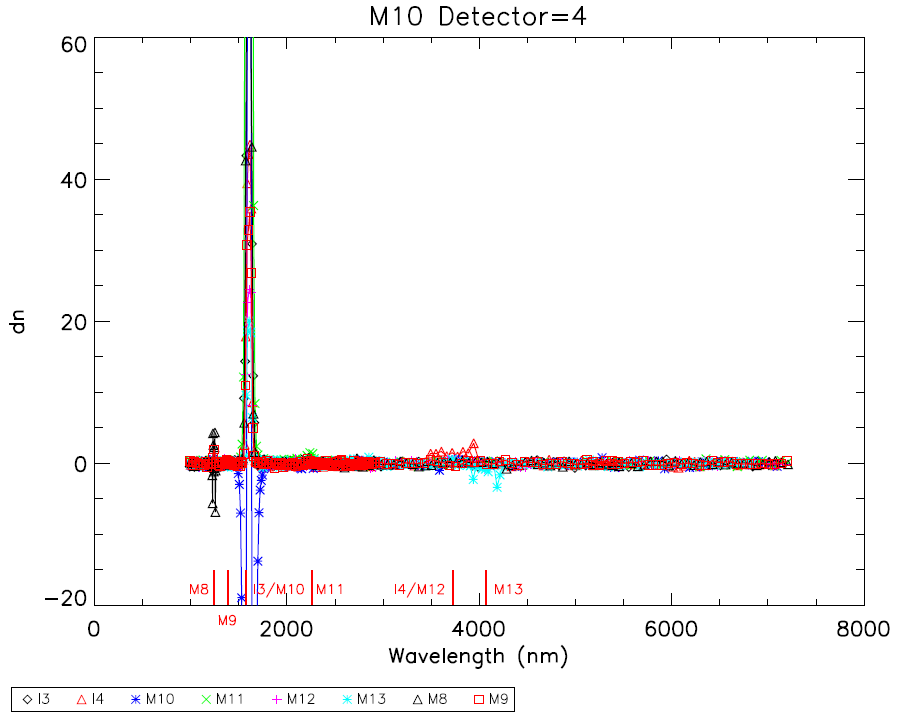 M10 Detector=4
60
40
20
0
−20
dn
M8
I3/M10
M11
I4/M12
M13
M9
0
2000
4000
6000
8000
Wavelength (nm)
I3 I4 M10 M11 M12 M13 M8 M9